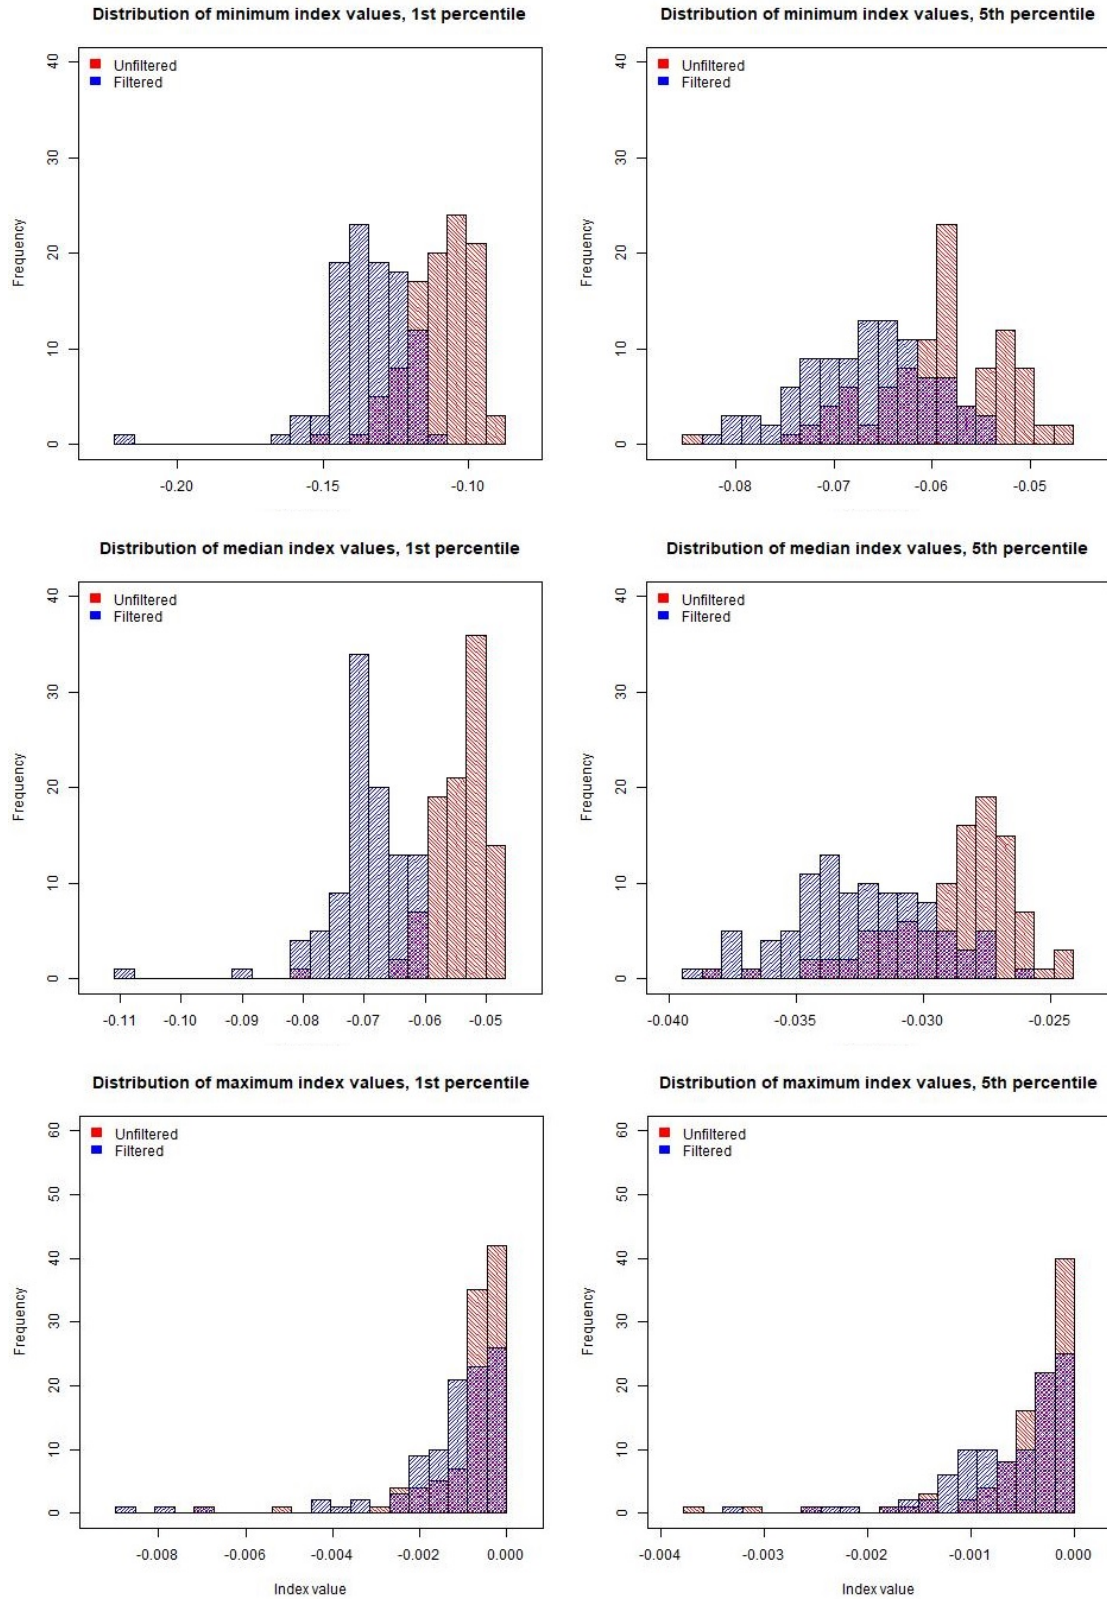 Distribution of minimum index values, 1st percentile
Unfiltered
Filtered
Frequency
40
30
20
10
0
-0.20 -0.15 -0.10
Distribution of minimum index values, 5th percentile
Unfiltered
Filtered
Frequency
40
30
20
10
0
-0.08 -0.07 -0.06 -0.05
Distribution of median index values, 1st percentile
Unfiltered
Filtered
Frequency
40
30
20
10
0
-0.11 -0.10 -0.09 -0.08 -0.07 -0.06 -0.05
Distribution of median index values, 5th percentile
Unfiltered
Filtered
Frequency
40
30
20
10
0
-0.040 -0.035 -0.030 -0.025
Distribution of maximum index values, 1st percentile
Unfiltered
Filtered
Frequency
60
50
40
30
20
10
0
-0.008 -0.006 -0.004 -0.002 0.000
Index value
Distribution of maximum index values, 5th percentile
Unfiltered
Filtered
Frequency
60
50
40
30
20
10
0
-0.004 -0.003 -0.002 -0.001 0.000
Index value